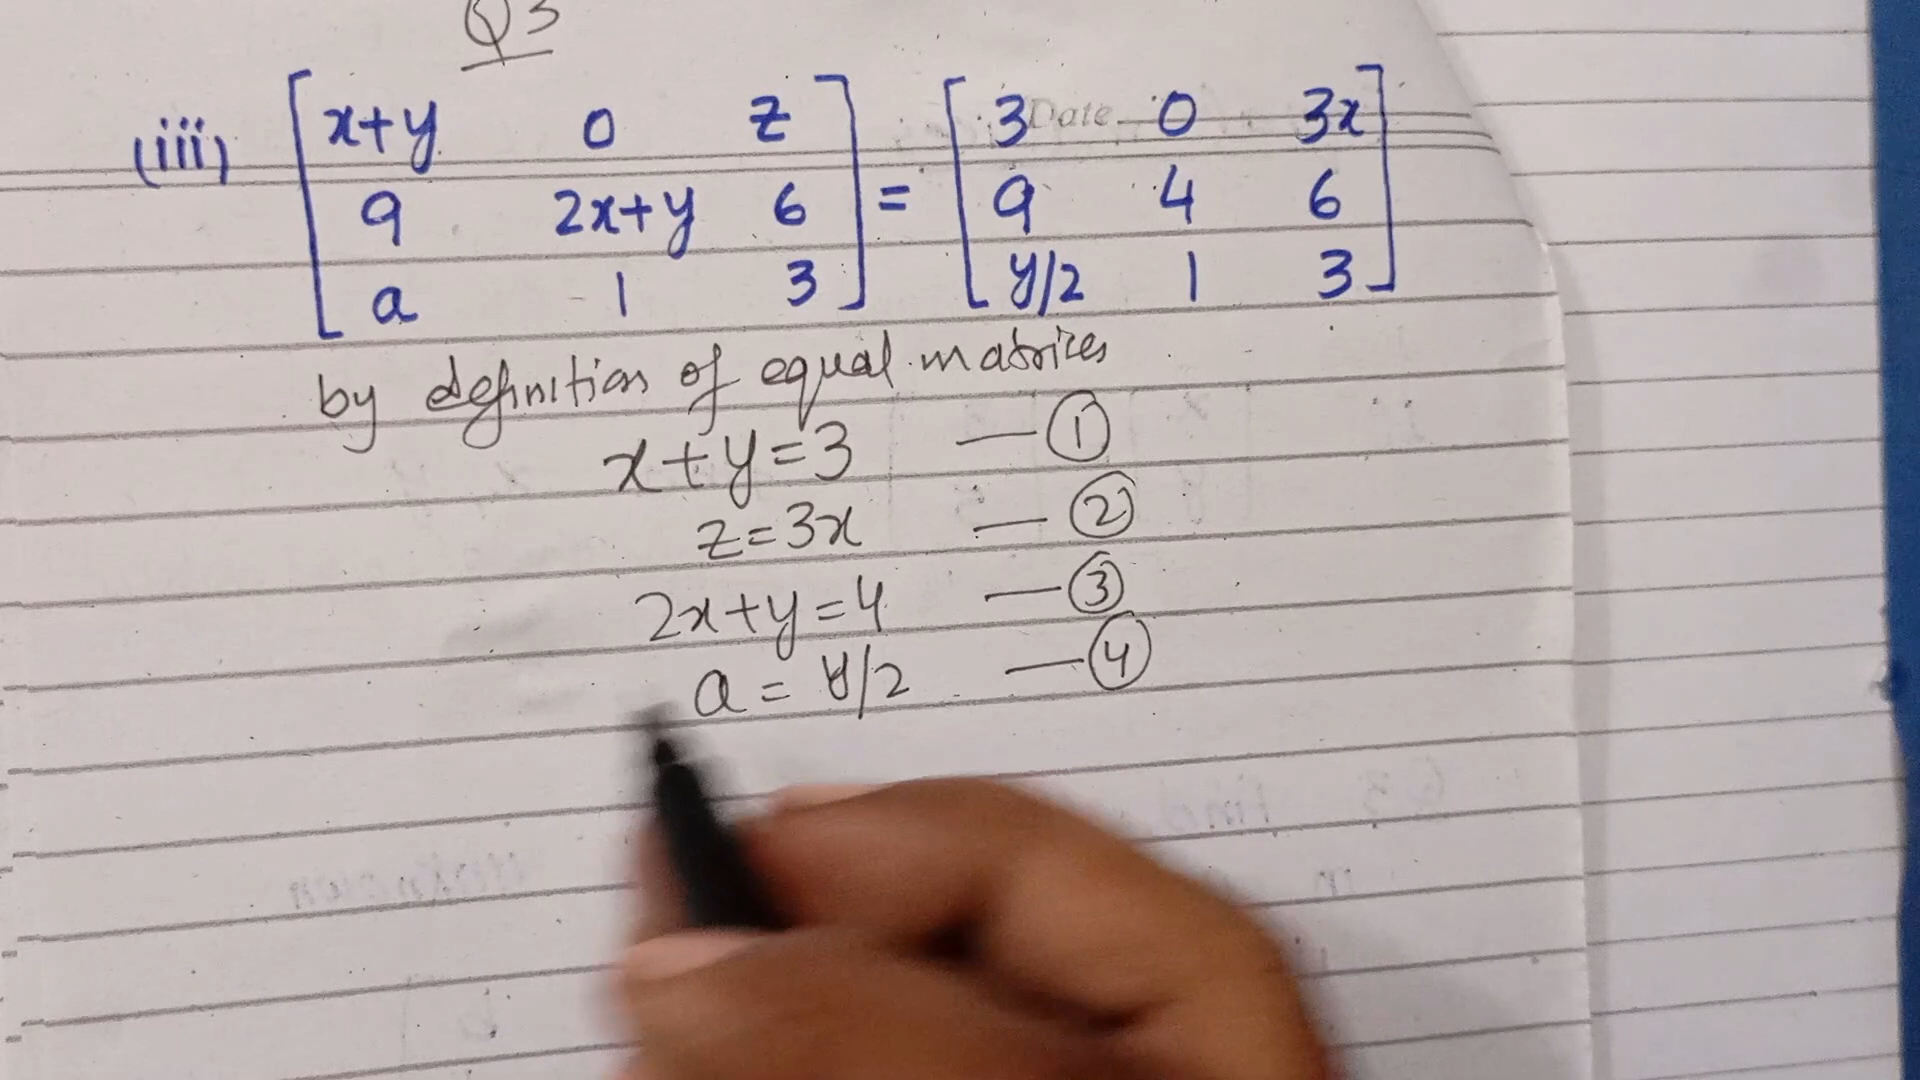 Q3
(iii) [x+y 0 z] = [3 Date 0 3x]
[9 2x+y 6] [9 4 6]
[a 1 3] [y/2 1 3]
by definition of equal matrices
x+y=3 —①
z=3x —②
2x+y=4 —③
a = y/2 —④